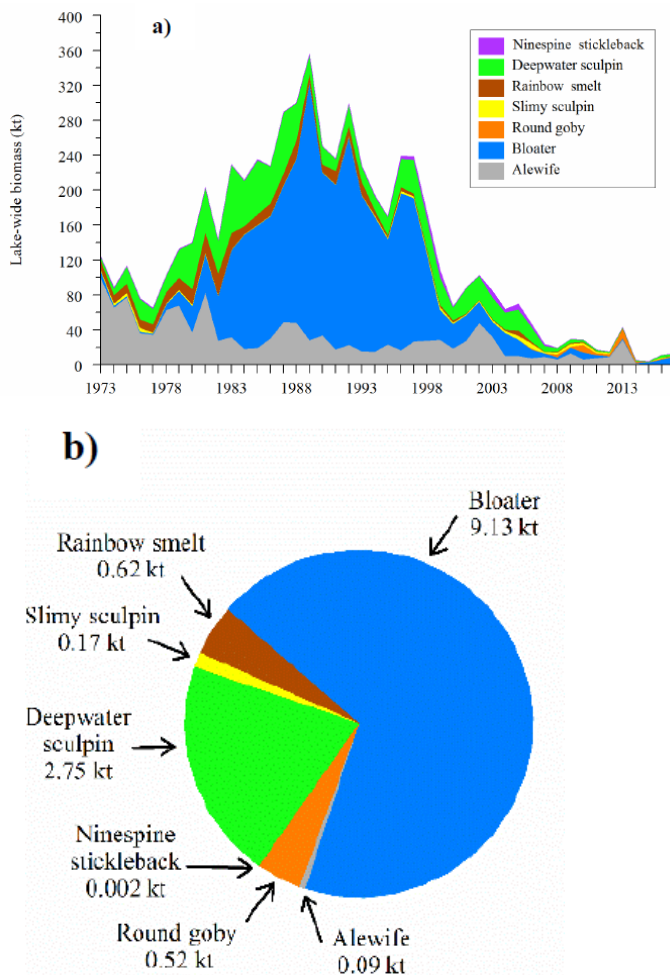 a)
400
360
320
280
240
200
160
120
80
40
0
Lake-wide biomass (kt)
Ninespine stickleback
Deepwater sculpin
Rainbow smelt
Slimy sculpin
Round goby
Bloater
Alewife
1973
1978
1983
1988
1993
1998
2003
2008
2013
b)
Bloater
9.13 kt
Rainbow smelt
0.62 kt
Slimy sculpin
0.17 kt
Deepwater
sculpin
2.75 kt
Ninespine
stickleback
0.002 kt
Round goby
0.52 kt
Alewife
0.09 kt